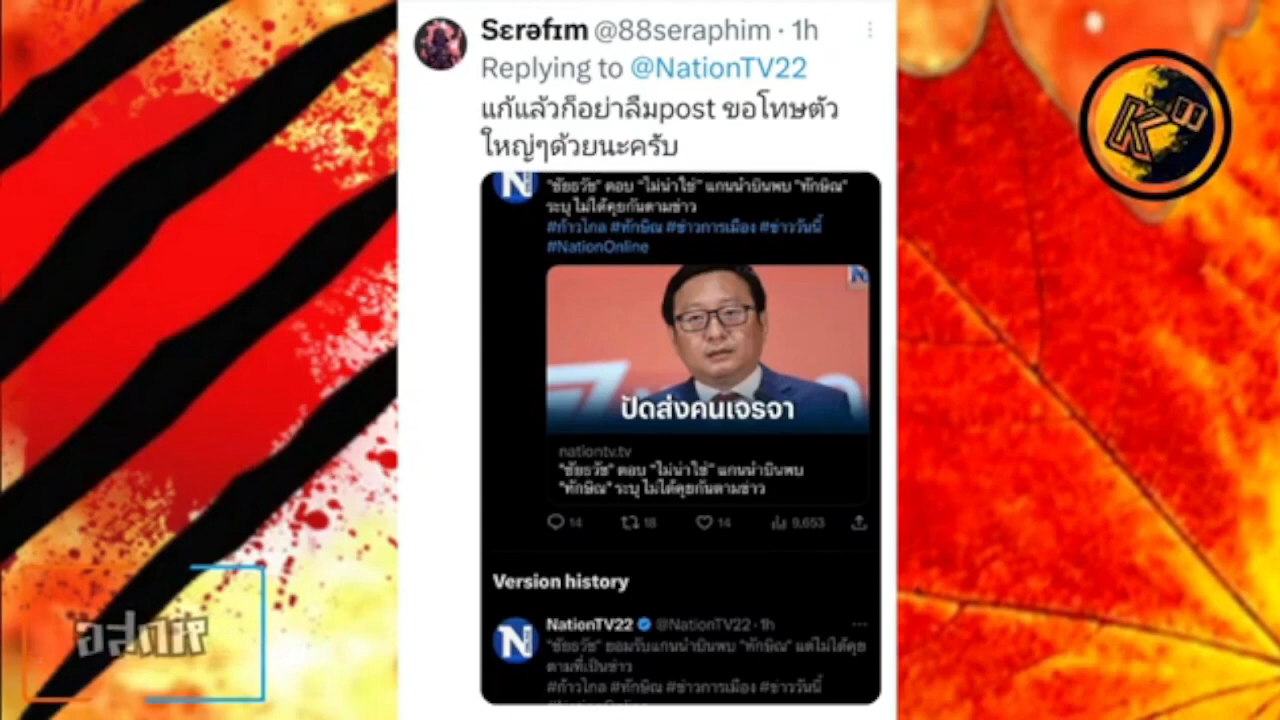 Sɛrəfɪm @88seraphim · 1h
Replying to @NationTV22
แก้แล้วก็อย่าลืมpost ขอโทษตัว
ใหญ่ๆด้วยนะครับ
K"
"ชัยธวัช" ตอบ "ไม่น่าใช่" แกนนำบินพบ "ทักษิณ"
ระบุ ไม่ได้คุยกันตามข่าว
#ก้าวไกล #ทักษิณ #ข่าวการเมือง #ข่าววันนี้
#NationOnline
ปัดส่งคนเจรจา
nationtv.tv
"ชัยธวัช" ตอบ "ไม่น่าใช่" แกนนำบินพบ
"ทักษิณ" ระบุ ไม่ได้คุยกันตามข่าว
14 18 14 9,653
Version history
NationTV22 @NationTV22 · 1h
"ชัยธวัช" ยอมรับแกนนำบินพบ "ทักษิณ" แต่ไม่ได้คุย
ตามที่เป็นข่าว
#ก้าวไกล #ทักษิณ #ข่าวการเมือง #ข่าววันนี้